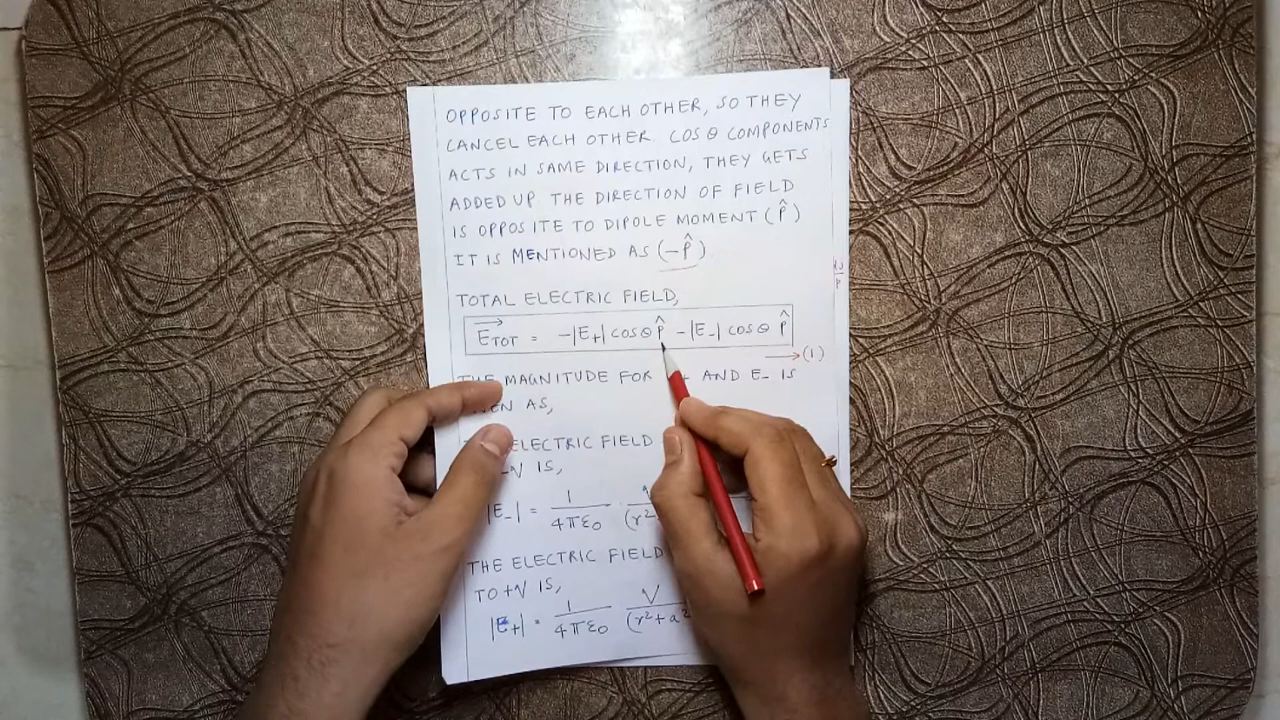 OPPOSITE TO EACH OTHER, SO THEY
CANCEL EACH OTHER. COS θ COMPONENTS
ACTS IN SAME DIRECTION, THEY GETS
ADDED UP. THE DIRECTION OF FIELD
IS OPPOSITE TO DIPOLE MOMENT (p̂)
IT IS MENTIONED AS (-p̂)
TOTAL ELECTRIC FIELD,
E⃗TOT = -|E+| COS θ p̂ - |E-| COS θ p̂
→(1)
THE MAGNITUDE FOR AND E- IS
AS,
ELECTRIC FIELD
IS,
|E-| = 1/4πε0 (r²
THE ELECTRIC FIELD
TO +V IS,
|E+| = 1/4πε0 V/(r²+a²